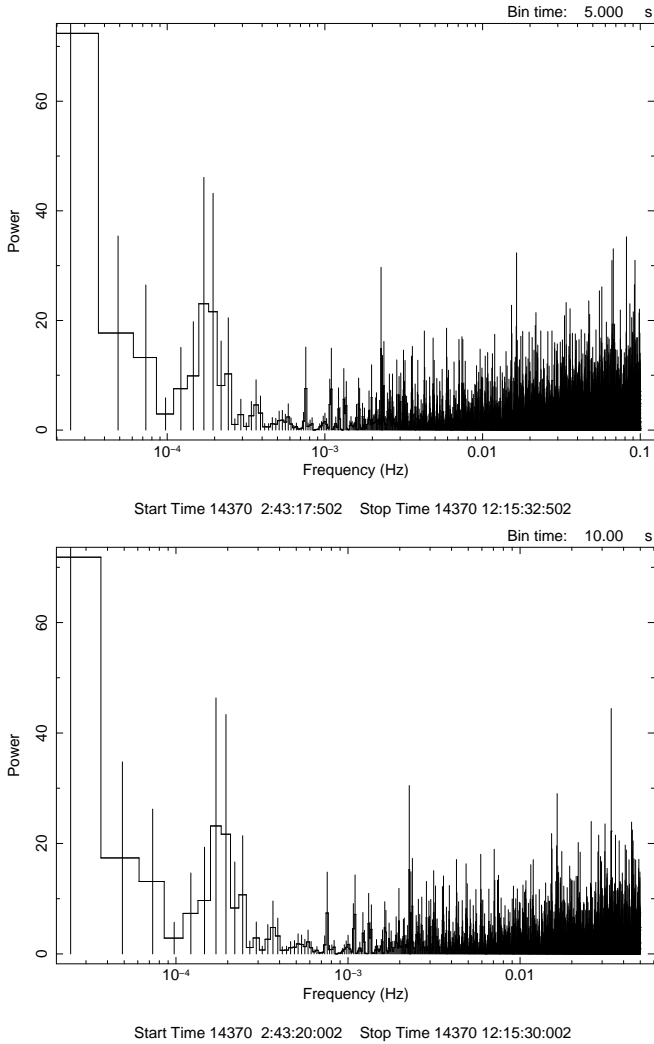 Bin time: 5.000 s
60
40
20
0
Power
10⁻⁴ 10⁻³ 0.01 0.1
Frequency (Hz)
Start Time 14370 2:43:17:502 Stop Time 14370 12:15:32:502
Bin time: 10.00 s
60
40
20
0
Power
10⁻⁴ 10⁻³ 0.01
Frequency (Hz)
Start Time 14370 2:43:20:002 Stop Time 14370 12:15:30:002